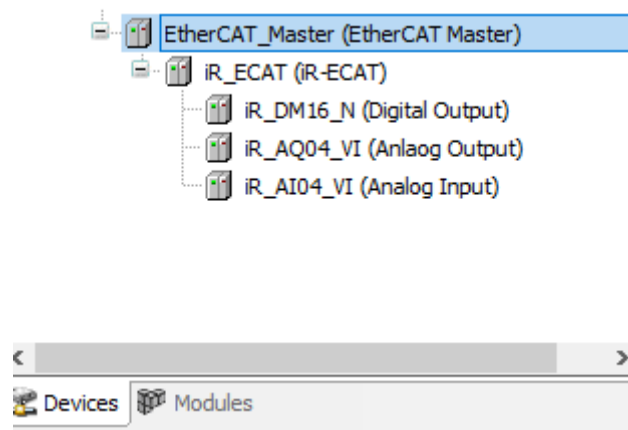 EtherCAT_Master (EtherCAT Master)
iR_ECAT (iR-ECAT)
iR_DM16_N (Digital Output)
iR_AQ04_VI (Anlaog Output)
iR_AI04_VI (Analog Input)
Devices Modules